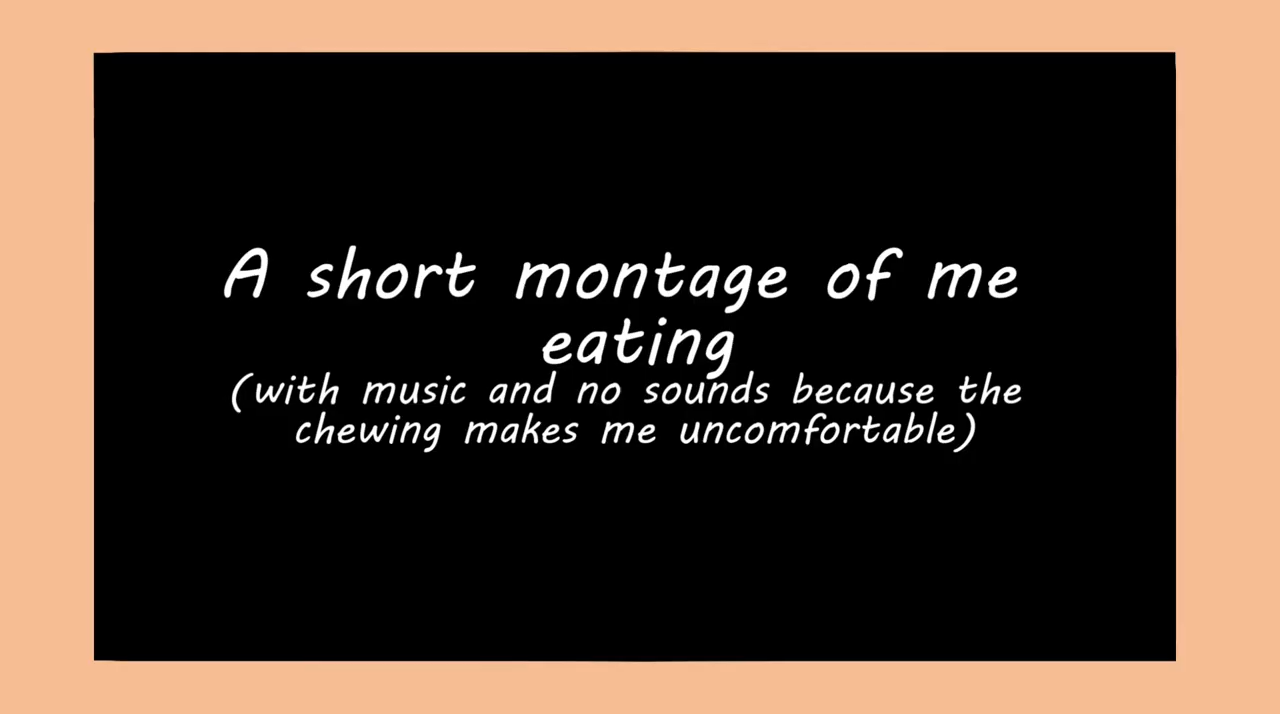 A short montage of me
eating
(with music and no sounds because the
chewing makes me uncomfortable)